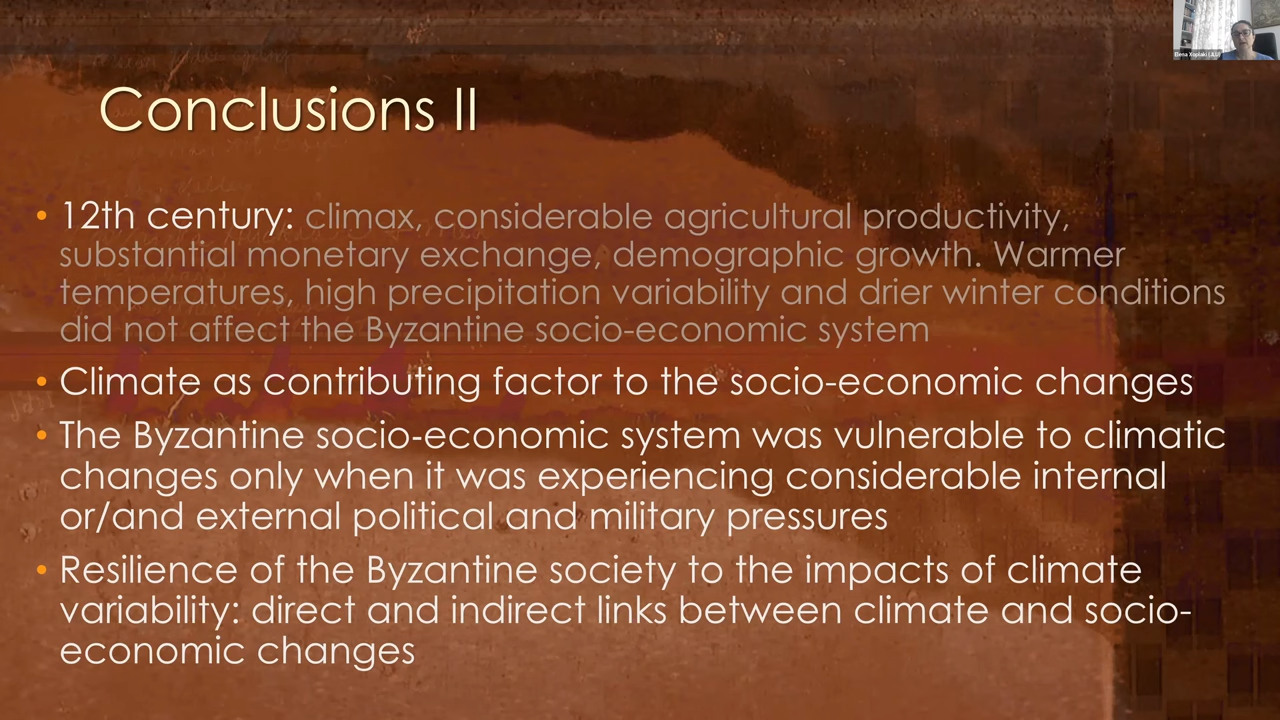 Elena Xoplaki (JLU)
Conclusions II
• 12th century: climax, considerable agricultural productivity,
substantial monetary exchange, demographic growth. Warmer
temperatures, high precipitation variability and drier winter conditions
did not affect the Byzantine socio-economic system
• Climate as contributing factor to the socio-economic changes
• The Byzantine socio-economic system was vulnerable to climatic
changes only when it was experiencing considerable internal
or/and external political and military pressures
• Resilience of the Byzantine society to the impacts of climate
variability: direct and indirect links between climate and socio-
economic changes